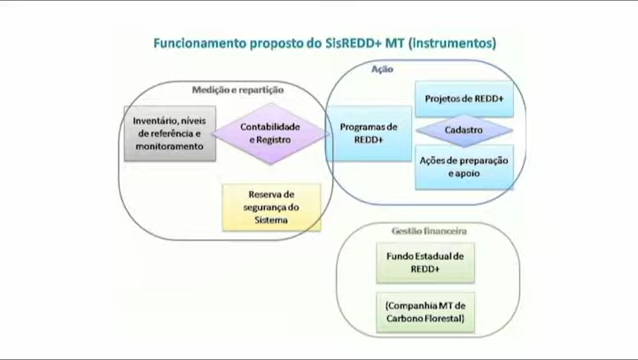 Funcionamento proposto do SisREDD+ MT (instrumentos)
Medição e repartição
Inventário, níveis
de referência e
monitoramento
Contabilidade
e Registro
Reserva de
segurança do
Sistema
Ação
Programas de
REDD+
Projetos de REDD+
Cadastro
Ações de preparação
e apoio
Gestão financeira
Fundo Estadual de
REDD+
(Companhia MT de
Carbono Florestal)